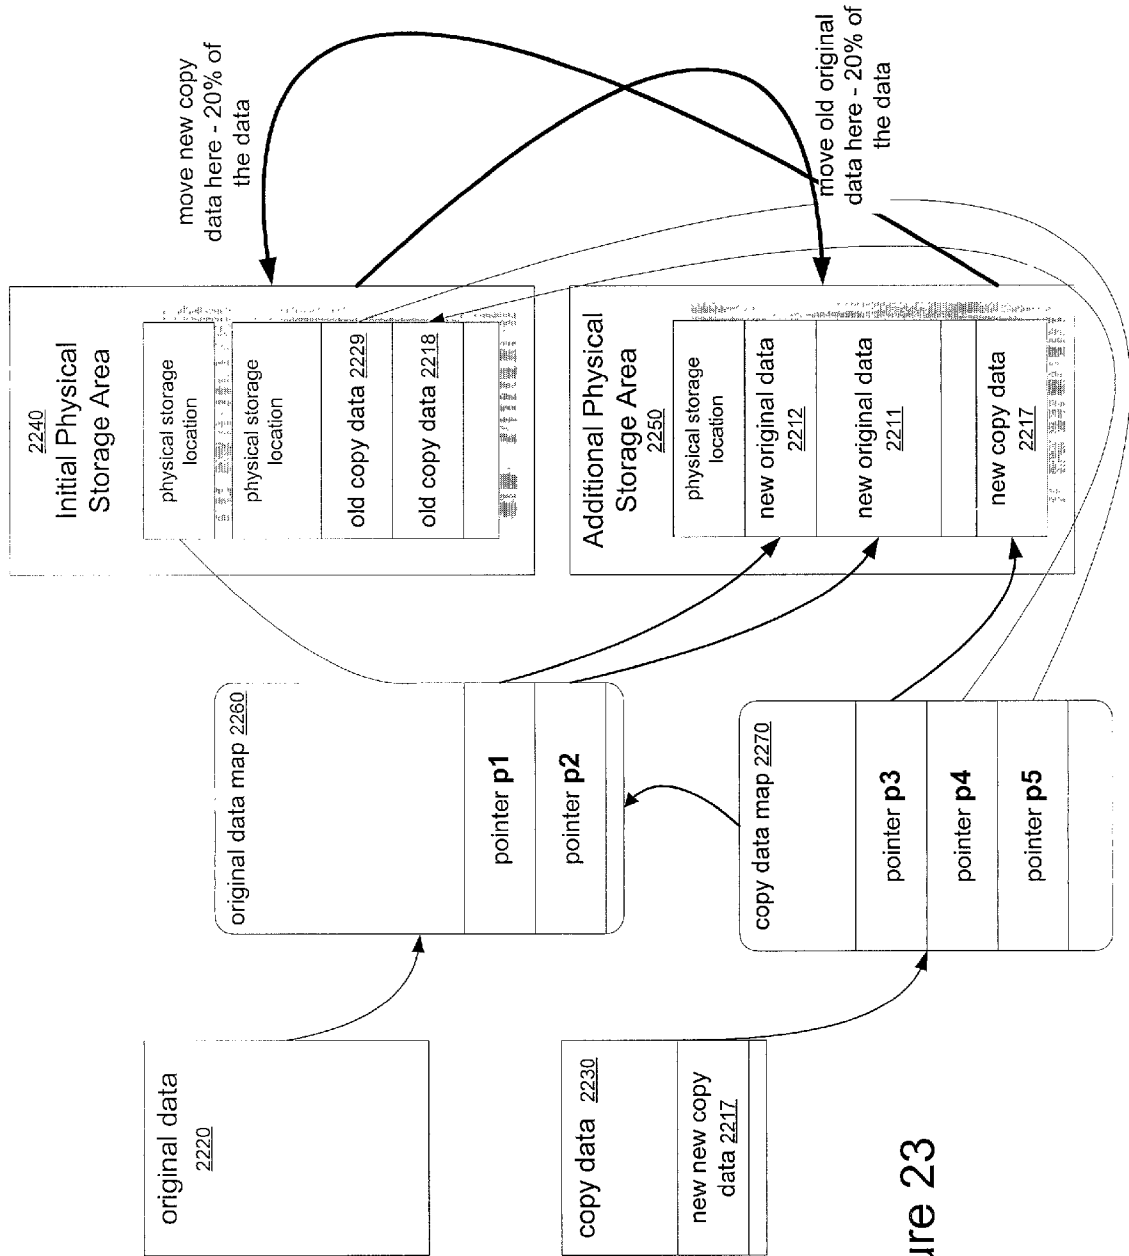 original data
2220
copy data 2230
new new copy
data 2217
original data map 2260
pointer p1
pointer p2
copy data map 2270
pointer p3
pointer p4
pointer p5
2240
Initial Physical
Storage Area
physical storage
location
physical storage
location
old copy data 2229
old copy data 2218
Additional Physical
Storage Area
2250
physical storage
location
new original data
2212
new original data
2211
new copy data
2217
move new copy
data here - 20% of
the data
move old original
data here - 20% of
the data
ure 23